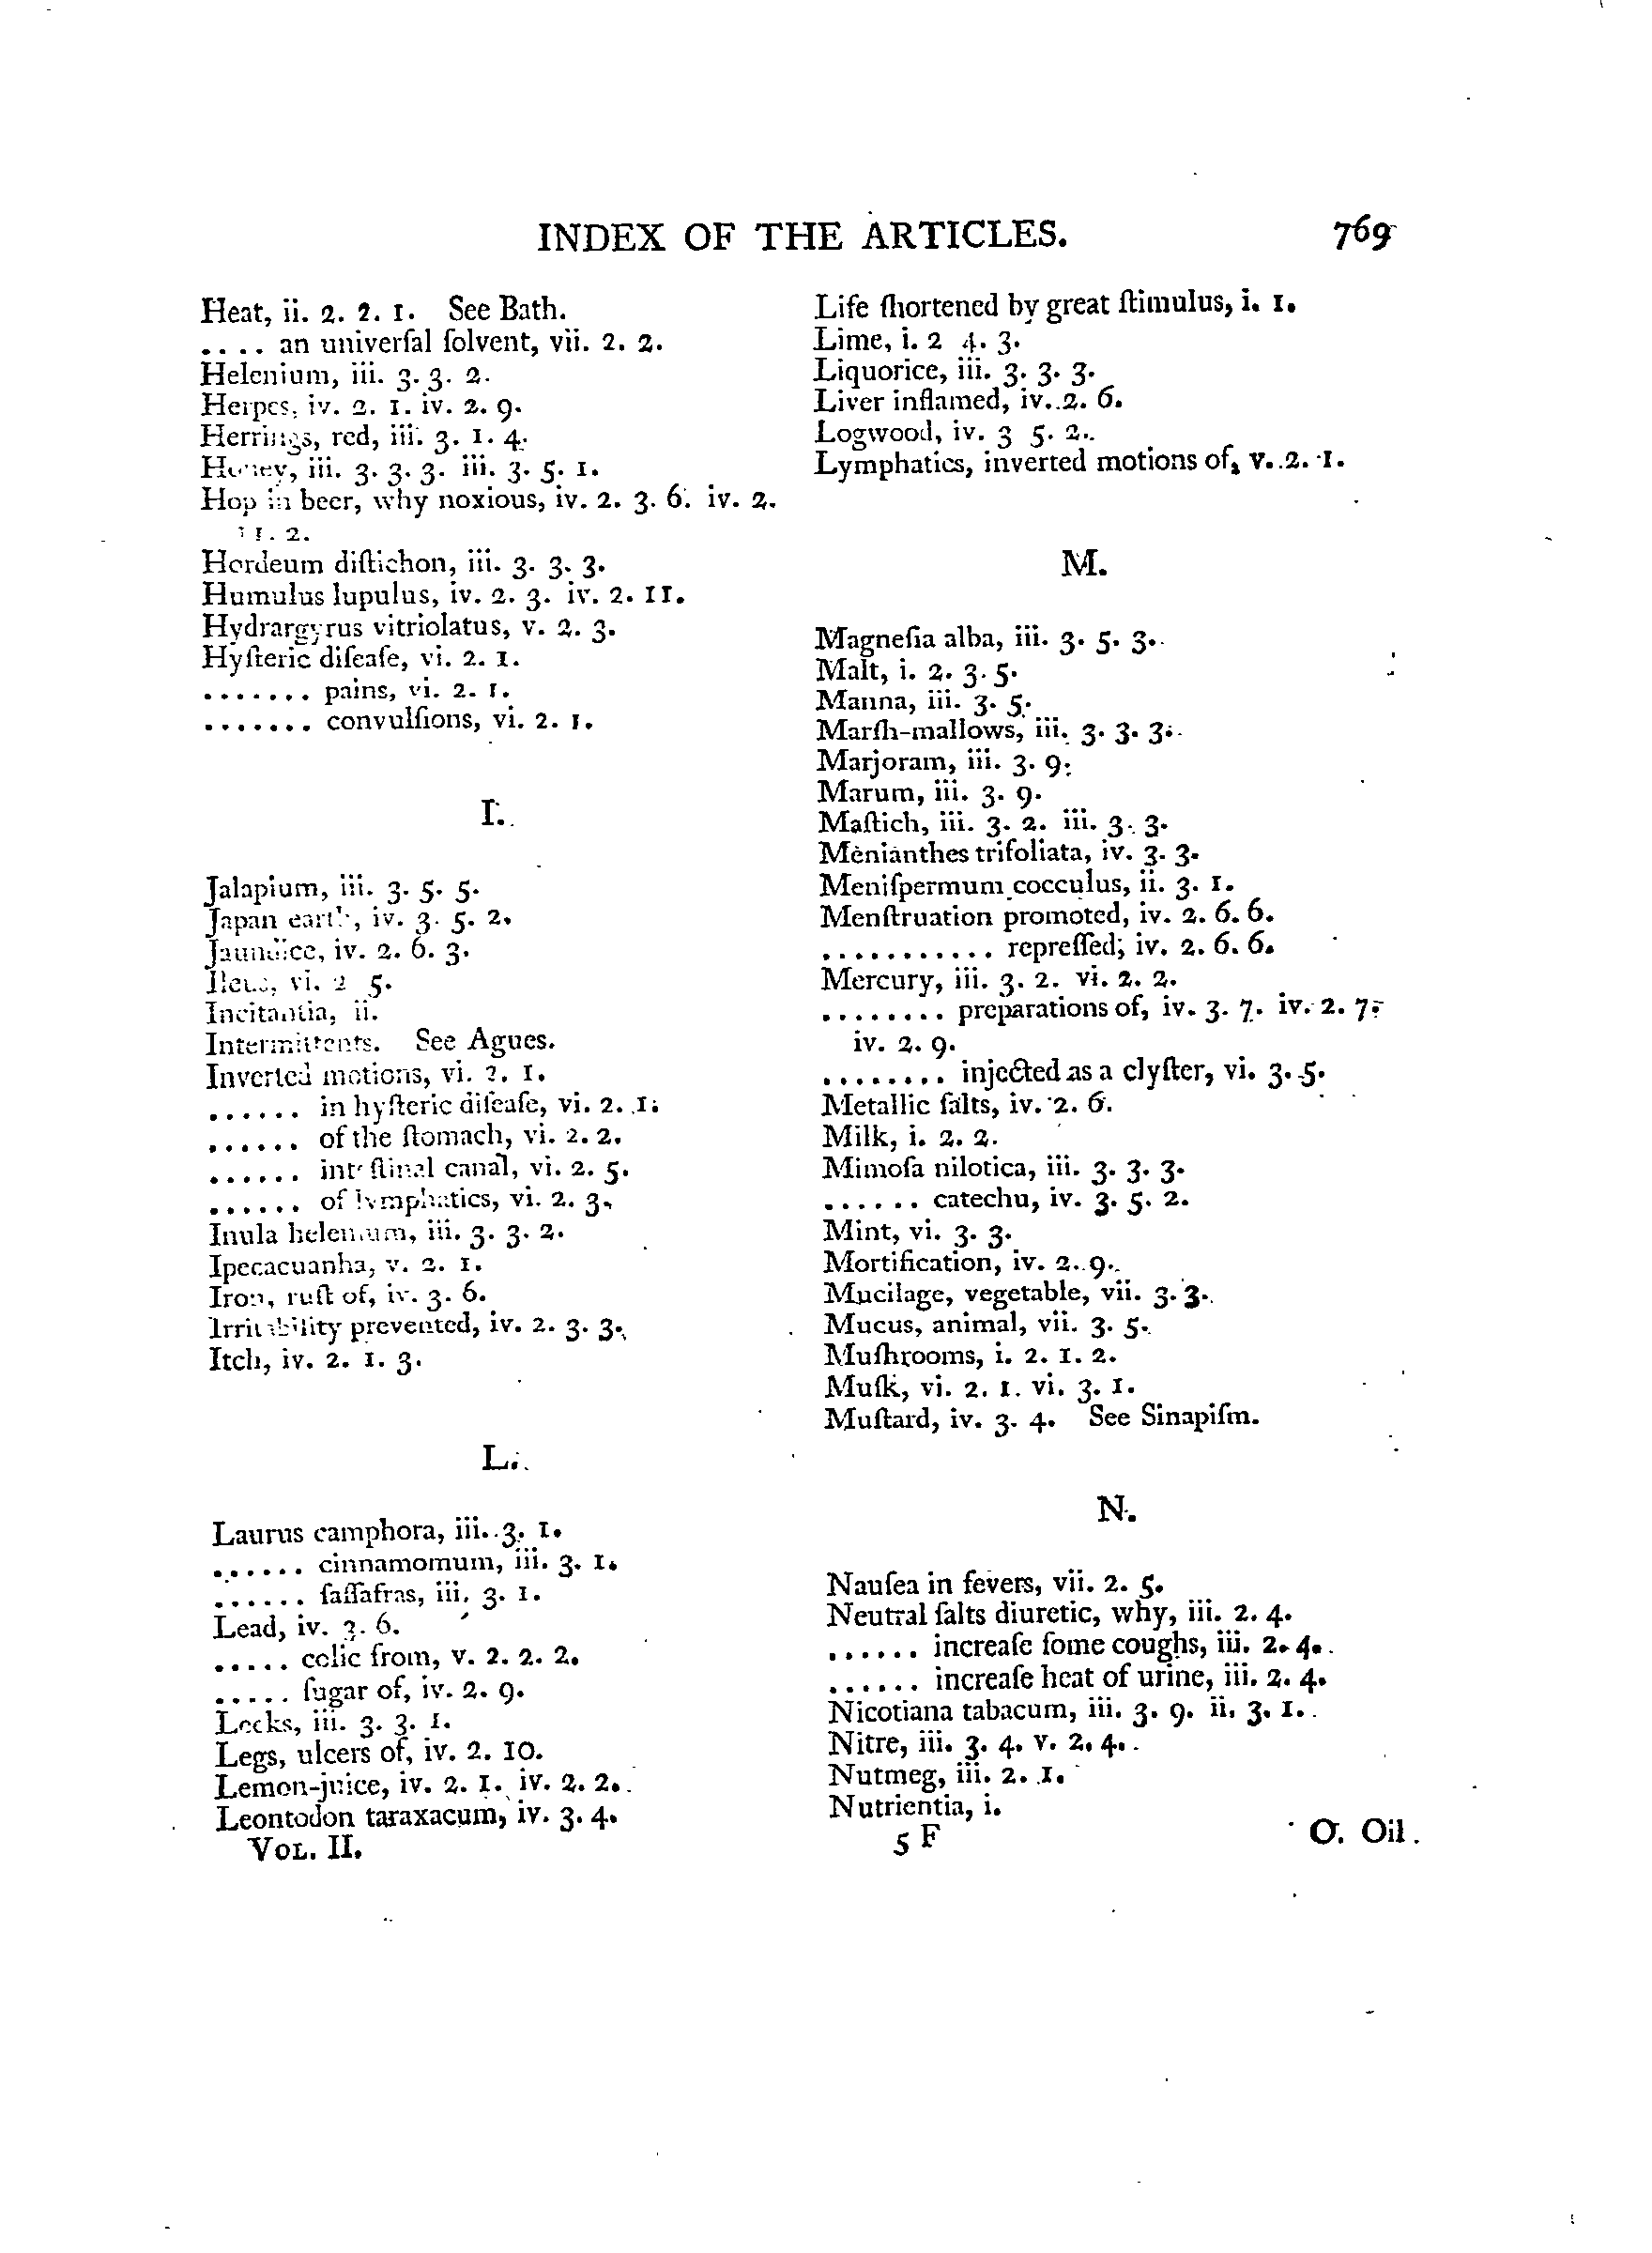 INDEX OF THE ARTICLES. 769
Heat, ii. 2. 2. 1. See Bath.
.... an univerſal ſolvent, vii. 2. 2.
Helenium, iii. 3. 3. 2.
Herpes, iv. 2. 1. iv. 2. 9.
Herrings, red, iii. 3. 1. 4.
Honey, iii. 3. 3. 3. iii. 3. 5. 1.
Hop in beer, why noxious, iv. 2. 3. 6. iv. 2.
11. 2.
Hordeum diſtichon, iii. 3. 3. 3.
Humulus lupulus, iv. 2. 3. iv. 2. 11.
Hydrargyrus vitriolatus, v. 2. 3.
Hyſteric diſeaſe, vi. 2. 1.
....... pains, vi. 2. 1.
....... convulſions, vi. 2. 1.
I.
Jalapium, iii. 3. 5. 5.
Japan earth, iv. 3. 5. 2.
Jaundice, iv. 2. 6. 3.
Ileus, vi. 2 5.
Incitantia, ii.
Intermittents. See Agues.
Inverted motions, vi. 2. 1.
...... in hyſteric diſeaſe, vi. 2. 1.
...... of the ſtomach, vi. 2. 2.
...... inteſtinal canal, vi. 2. 5.
...... of lymphatics, vi. 2. 3.
Inula helenium, iii. 3. 3. 2.
Ipecacuanha, v. 2. 1.
Iron, ruſt of, iv. 3. 6.
Irritability prevented, iv. 2. 3. 3.
Itch, iv. 2. 1. 3.
L.
Laurus camphora, iii. 3. 1.
...... cinnamomum, iii. 3. 1.
...... ſaſſafras, iii. 3. 1.
Lead, iv. 3. 6.
..... colic from, v. 2. 2. 2.
..... ſugar of, iv. 2. 9.
Leeks, iii. 3. 3. 1.
Legs, ulcers of, iv. 2. 10.
Lemon-juice, iv. 2. 1. iv. 2. 2.
Leontodon taraxacum, iv. 3. 4.
VOL. II.
Life ſhortened by great ſtimulus, i. 1.
Lime, i. 2 4. 3.
Liquorice, iii. 3. 3. 3.
Liver inflamed, iv. 2. 6.
Logwood, iv. 3 5. 2.
Lymphatics, inverted motions of, v. 2. 1.
M.
Magneſia alba, iii. 3. 5. 3.
Malt, i. 2. 3. 5.
Manna, iii. 3. 5.
Marſh-mallows, iii. 3. 3. 3.
Marjoram, iii. 3. 9.
Marum, iii. 3. 9.
Maſtich, iii. 3. 2. iii. 3. 3.
Menianthes trifoliata, iv. 3. 3.
Meniſpermum cocculus, ii. 3. 1.
Menſtruation promoted, iv. 2. 6. 6.
........... repreſſed, iv. 2. 6. 6.
Mercury, iii. 3. 2. vi. 2. 2.
........ preparations of, iv. 3. 7. iv. 2. 7.
iv. 2. 9.
........ injected as a clyſter, vi. 3. 5.
Metallic ſalts, iv. 2. 6.
Milk, i. 2. 2.
Mimoſa nilotica, iii. 3. 3. 3.
...... catechu, iv. 3. 5. 2.
Mint, vi. 3. 3.
Mortification, iv. 2. 9.
Mucilage, vegetable, vii. 3. 3.
Mucus, animal, vii. 3. 5.
Muſhrooms, i. 2. 1. 2.
Muſk, vi. 2. 1. vi. 3. 1.
Muſtard, iv. 3. 4. See Sinapiſm.
N.
Nauſea in fevers, vii. 2. 5.
Neutral ſalts diuretic, why, iii. 2. 4.
...... increaſe ſome coughs, iii. 2. 4.
...... increaſe heat of urine, iii. 2. 4.
Nicotiana tabacum, iii. 3. 9. ii. 3. 1.
Nitre, iii. 3. 4. v. 2. 4.
Nutmeg, iii. 2. 1.
Nutrientia, i.
5 F O. Oil.